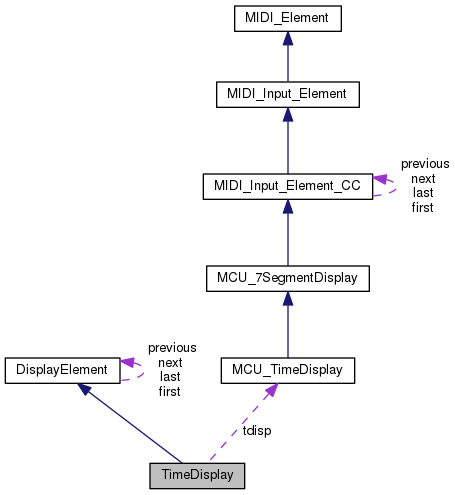 MIDI_Element
MIDI_Input_Element
MIDI_Input_Element_CC
previous
next
last
first
MCU_7SegmentDisplay
DisplayElement
previous
next
last
first
MCU_TimeDisplay
tdisp
TimeDisplay